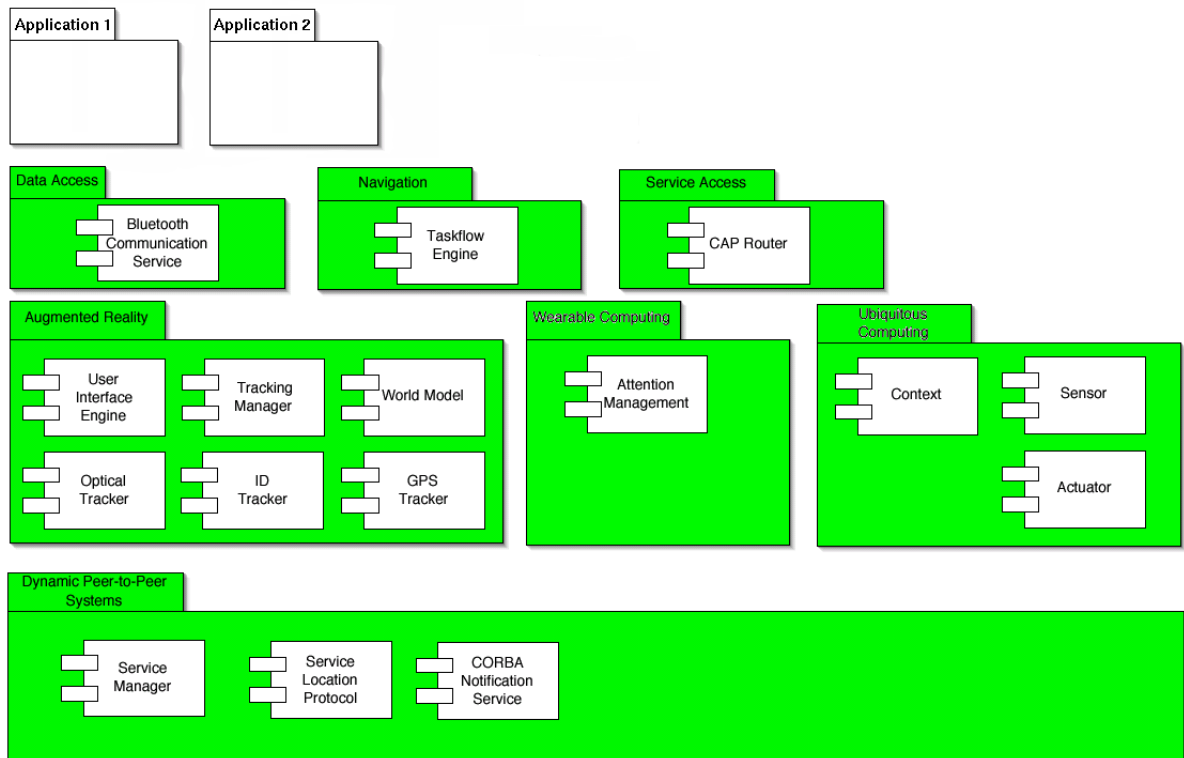 Application 1
Application 2
Data Access
Navigation
Service Access
Bluetooth
Communication
Service
Taskflow
Engine
CAP Router
Augmented Reality
Wearable Computing
Ubiquitous
Computing
User
Interface
Engine
Tracking
Manager
World Model
Optical
Tracker
ID
Tracker
GPS
Tracker
Attention
Management
Context
Sensor
Actuator
Dynamic Peer-to-Peer
Systems
Service
Manager
Service
Location
Protocol
CORBA
Notification
Service